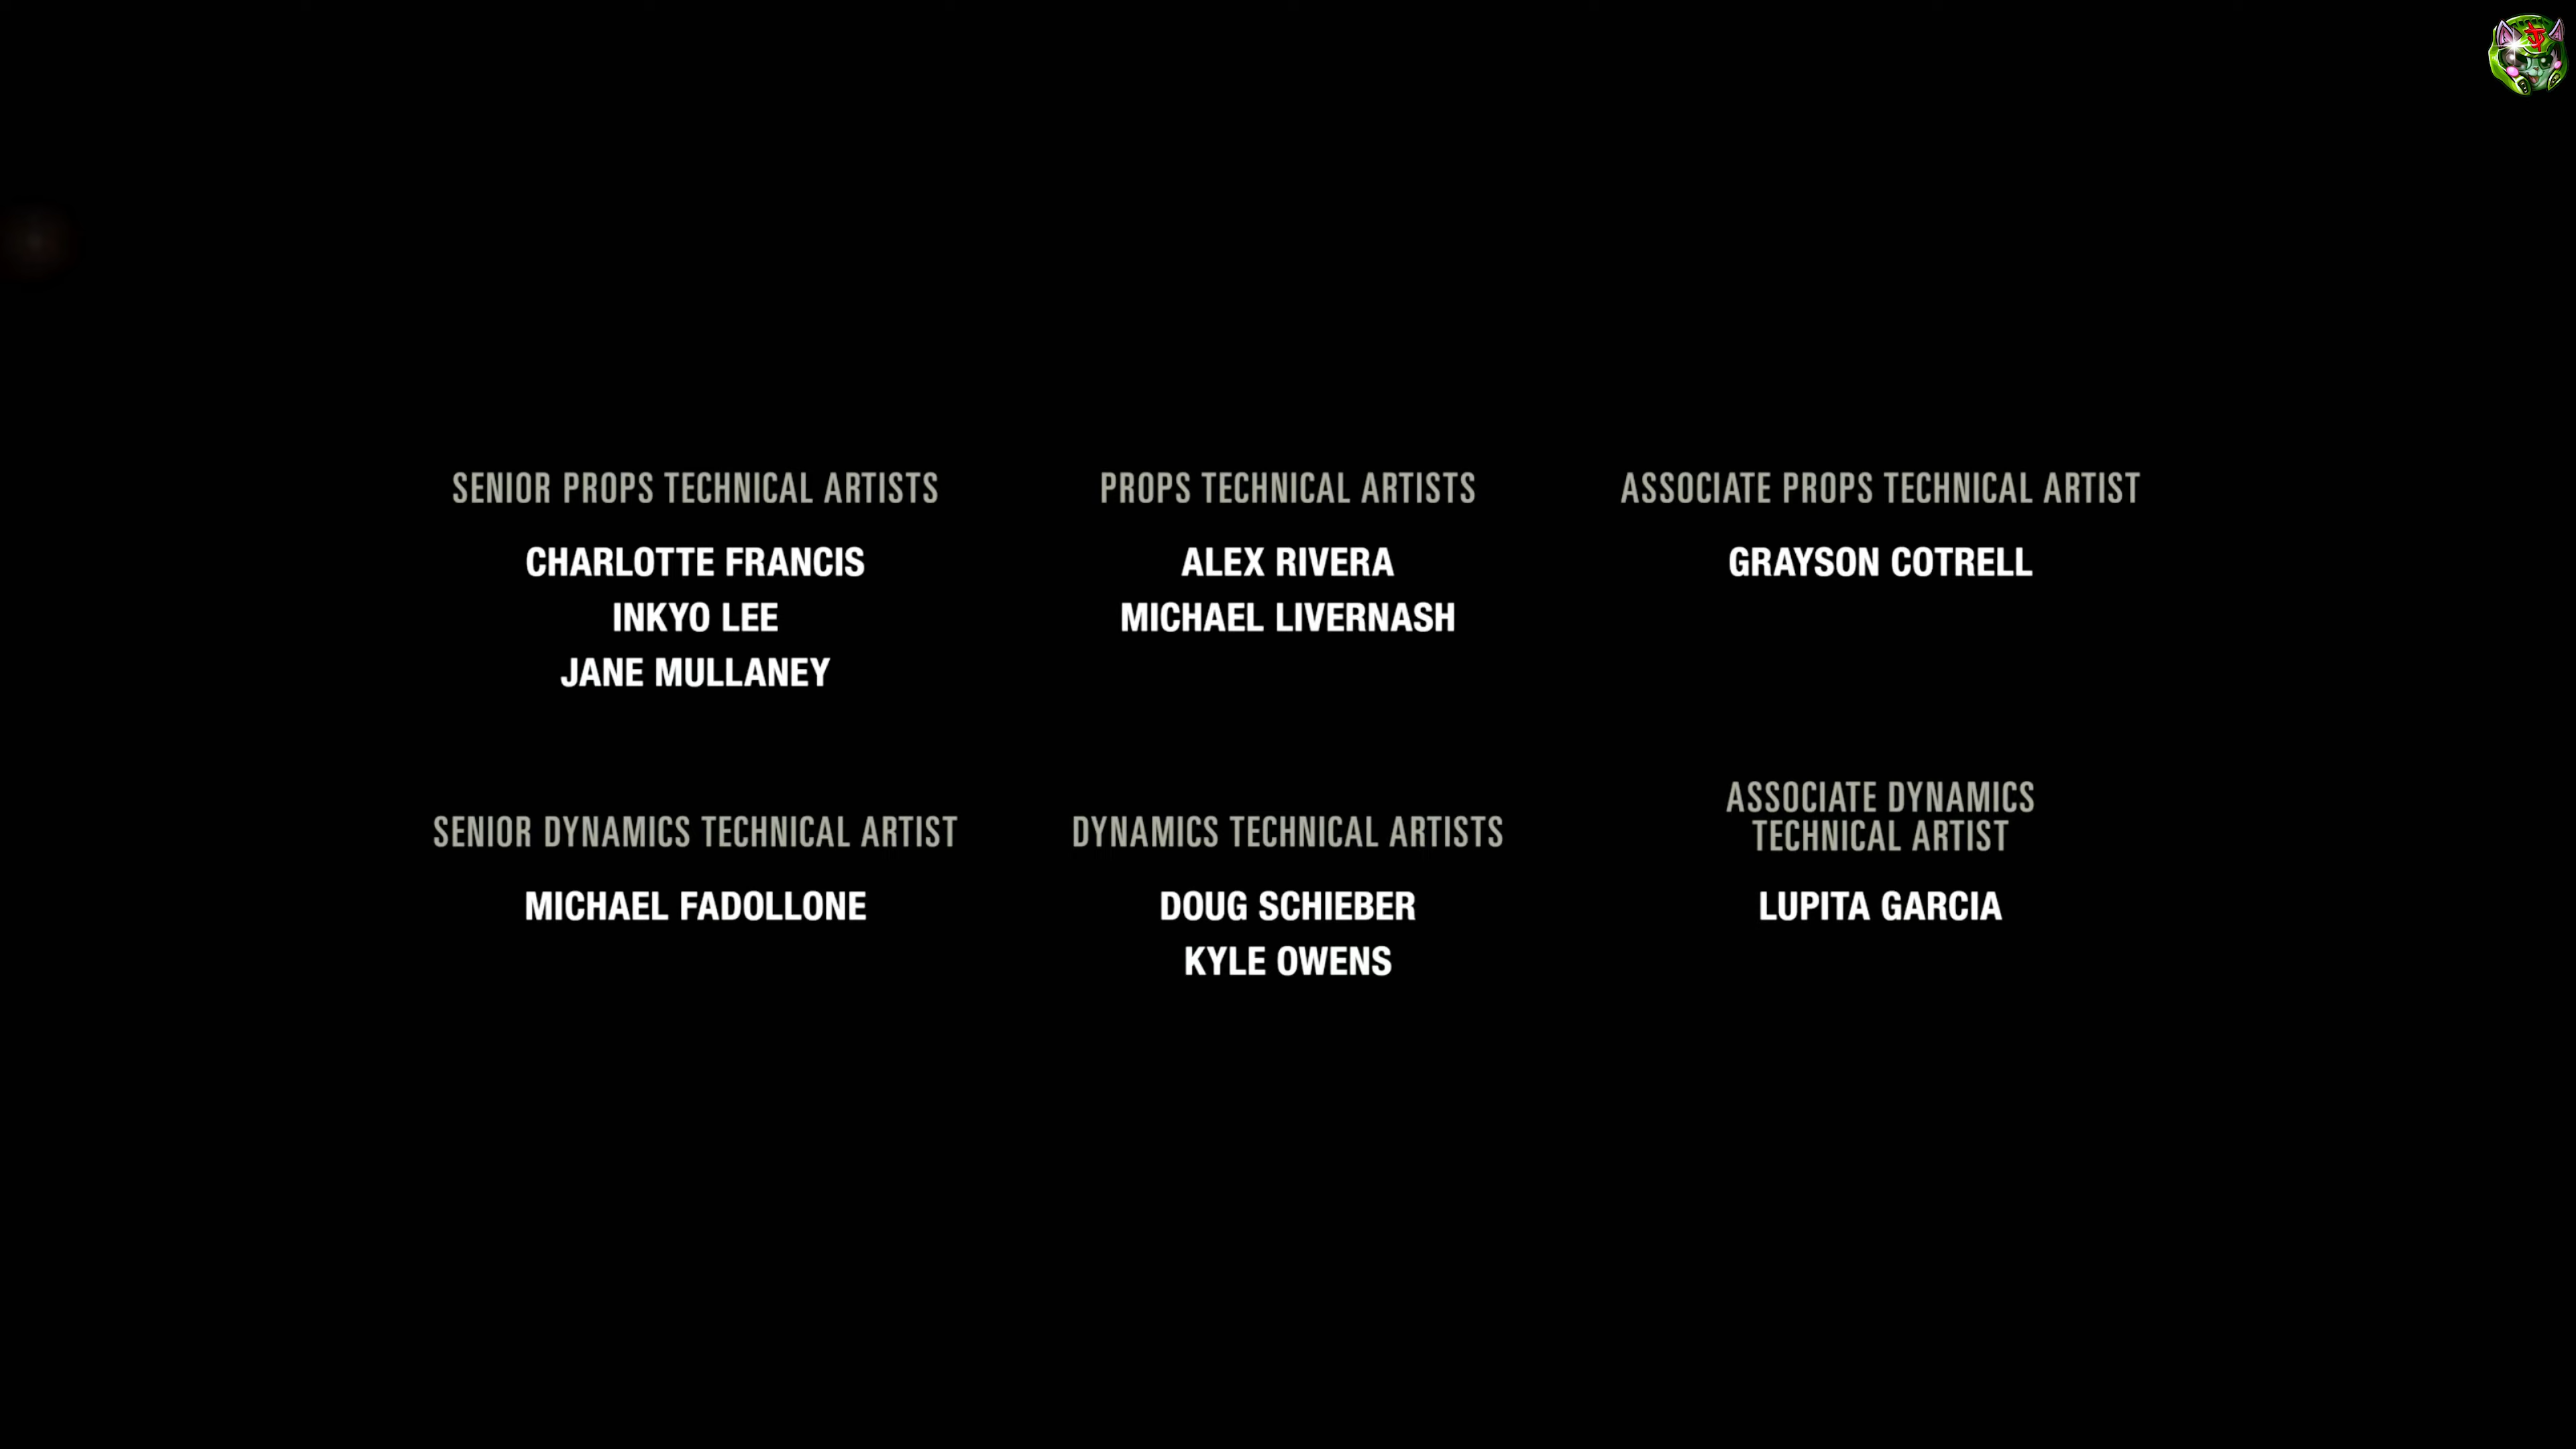 SENIOR PROPS TECHNICAL ARTISTS
CHARLOTTE FRANCIS
INKYO LEE
JANE MULLANEY
PROPS TECHNICAL ARTISTS
ALEX RIVERA
MICHAEL LIVERNASH
ASSOCIATE PROPS TECHNICAL ARTIST
GRAYSON COTRELL
SENIOR DYNAMICS TECHNICAL ARTIST
MICHAEL FADOLLONE
DYNAMICS TECHNICAL ARTISTS
DOUG SCHIEBER
KYLE OWENS
ASSOCIATE DYNAMICS
TECHNICAL ARTIST
LUPITA GARCIA